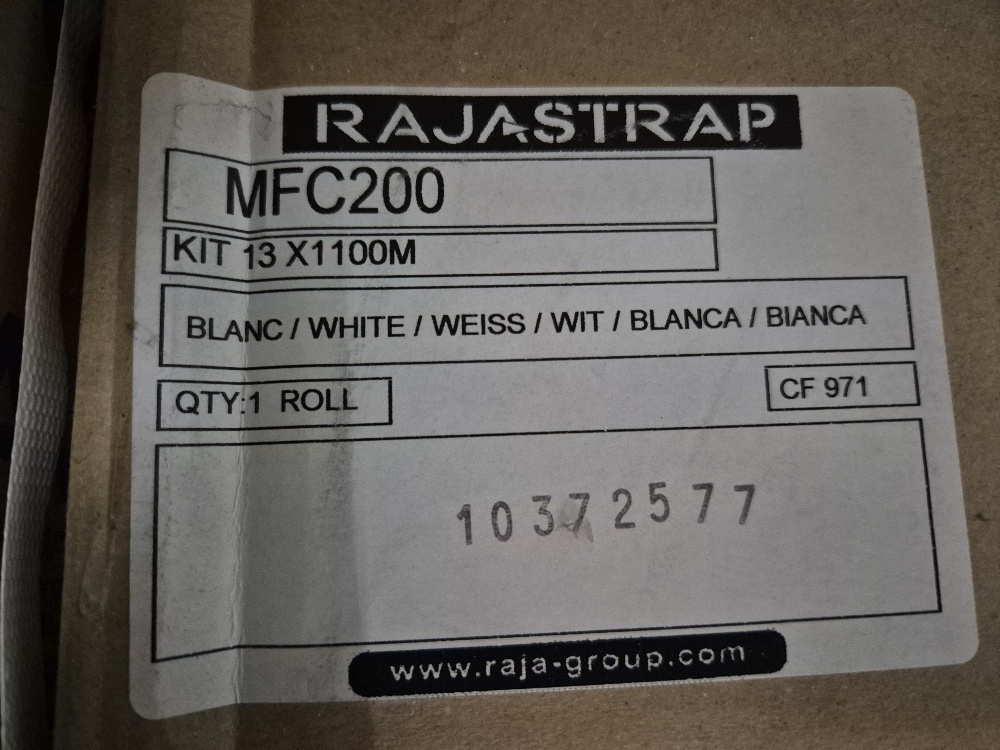 RAJASTRAP
MFC200
KIT 13 X1100M
BLANC / WHITE / WEISS / WIT / BLANCA / BIANCA
QTY:1 ROLL
CF 971
10372577
www.raja-group.com